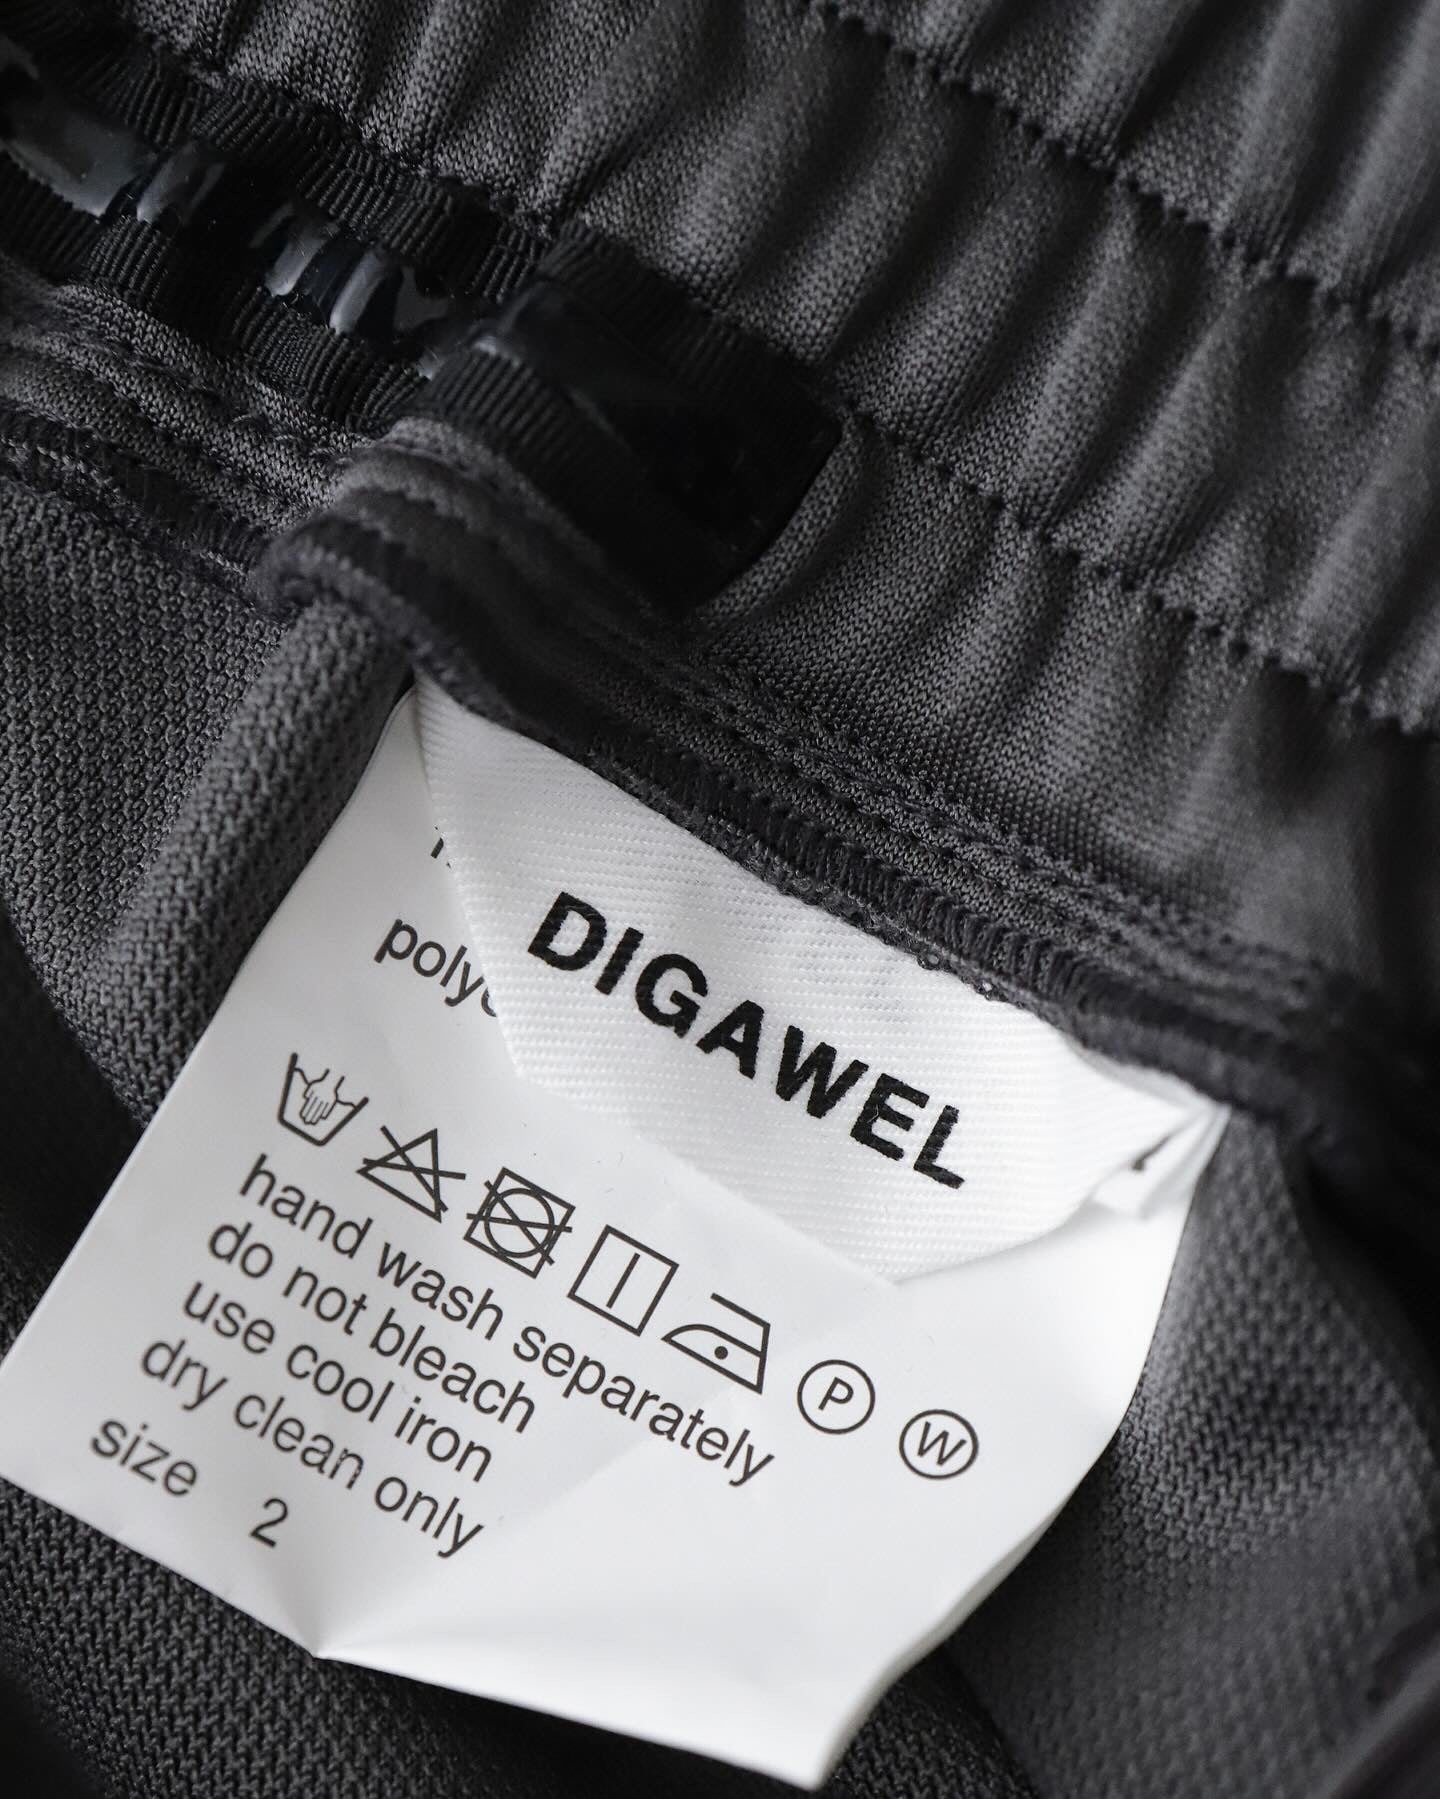 DIGAWEL
hand wash separately
do not bleach
use cool iron
dry clean only
size 2
P
W